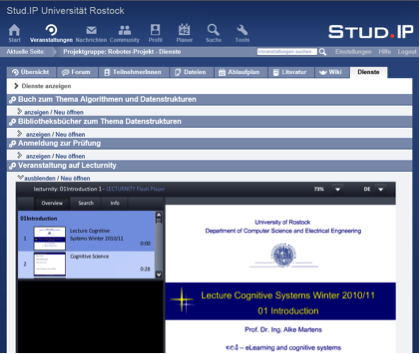 Stud.IP Universität Rostock
Start Veranstaltungen Nachrichten Community Profil Planer Suche Tools
STUD.IP
Aktuelle Seite: Projektgruppe: Roboter-Projekt -Dienste
Veranstaltungen suchen Einstellungen Hilfe Logout
Übersicht Forum TeilnehmerInnen Dateien Ablaufplan Literatur Wiki Dienste
Dienste anzeigen
Buch zum Thema Algorithmen und Datenstrukturen
anzeigen / Neu öffnen
Bibliotheksbücher zum Thema Datenstrukturen
anzeigen / Neu öffnen
Anmeldung zur Prüfung
anzeigen / Neu öffnen
Veranstaltung auf Lecturnity
ausblenden / Neu öffnen
lecturnity: 01Introduction 1 - LECTURNITY Flash Player
79% DE
Overview Search Info
01Introduction
1 Lecture Cognitive Systems Winter 2010/11 0:00
2 Cognitive Science 0:28
University of Rostock
Department of Computer Science and Electrical Engineering
Lecture Cognitive Systems Winter 2010/11
01 Introduction
Prof. Dr. Ing. Alke Martens
– eLearning and cognitive systems